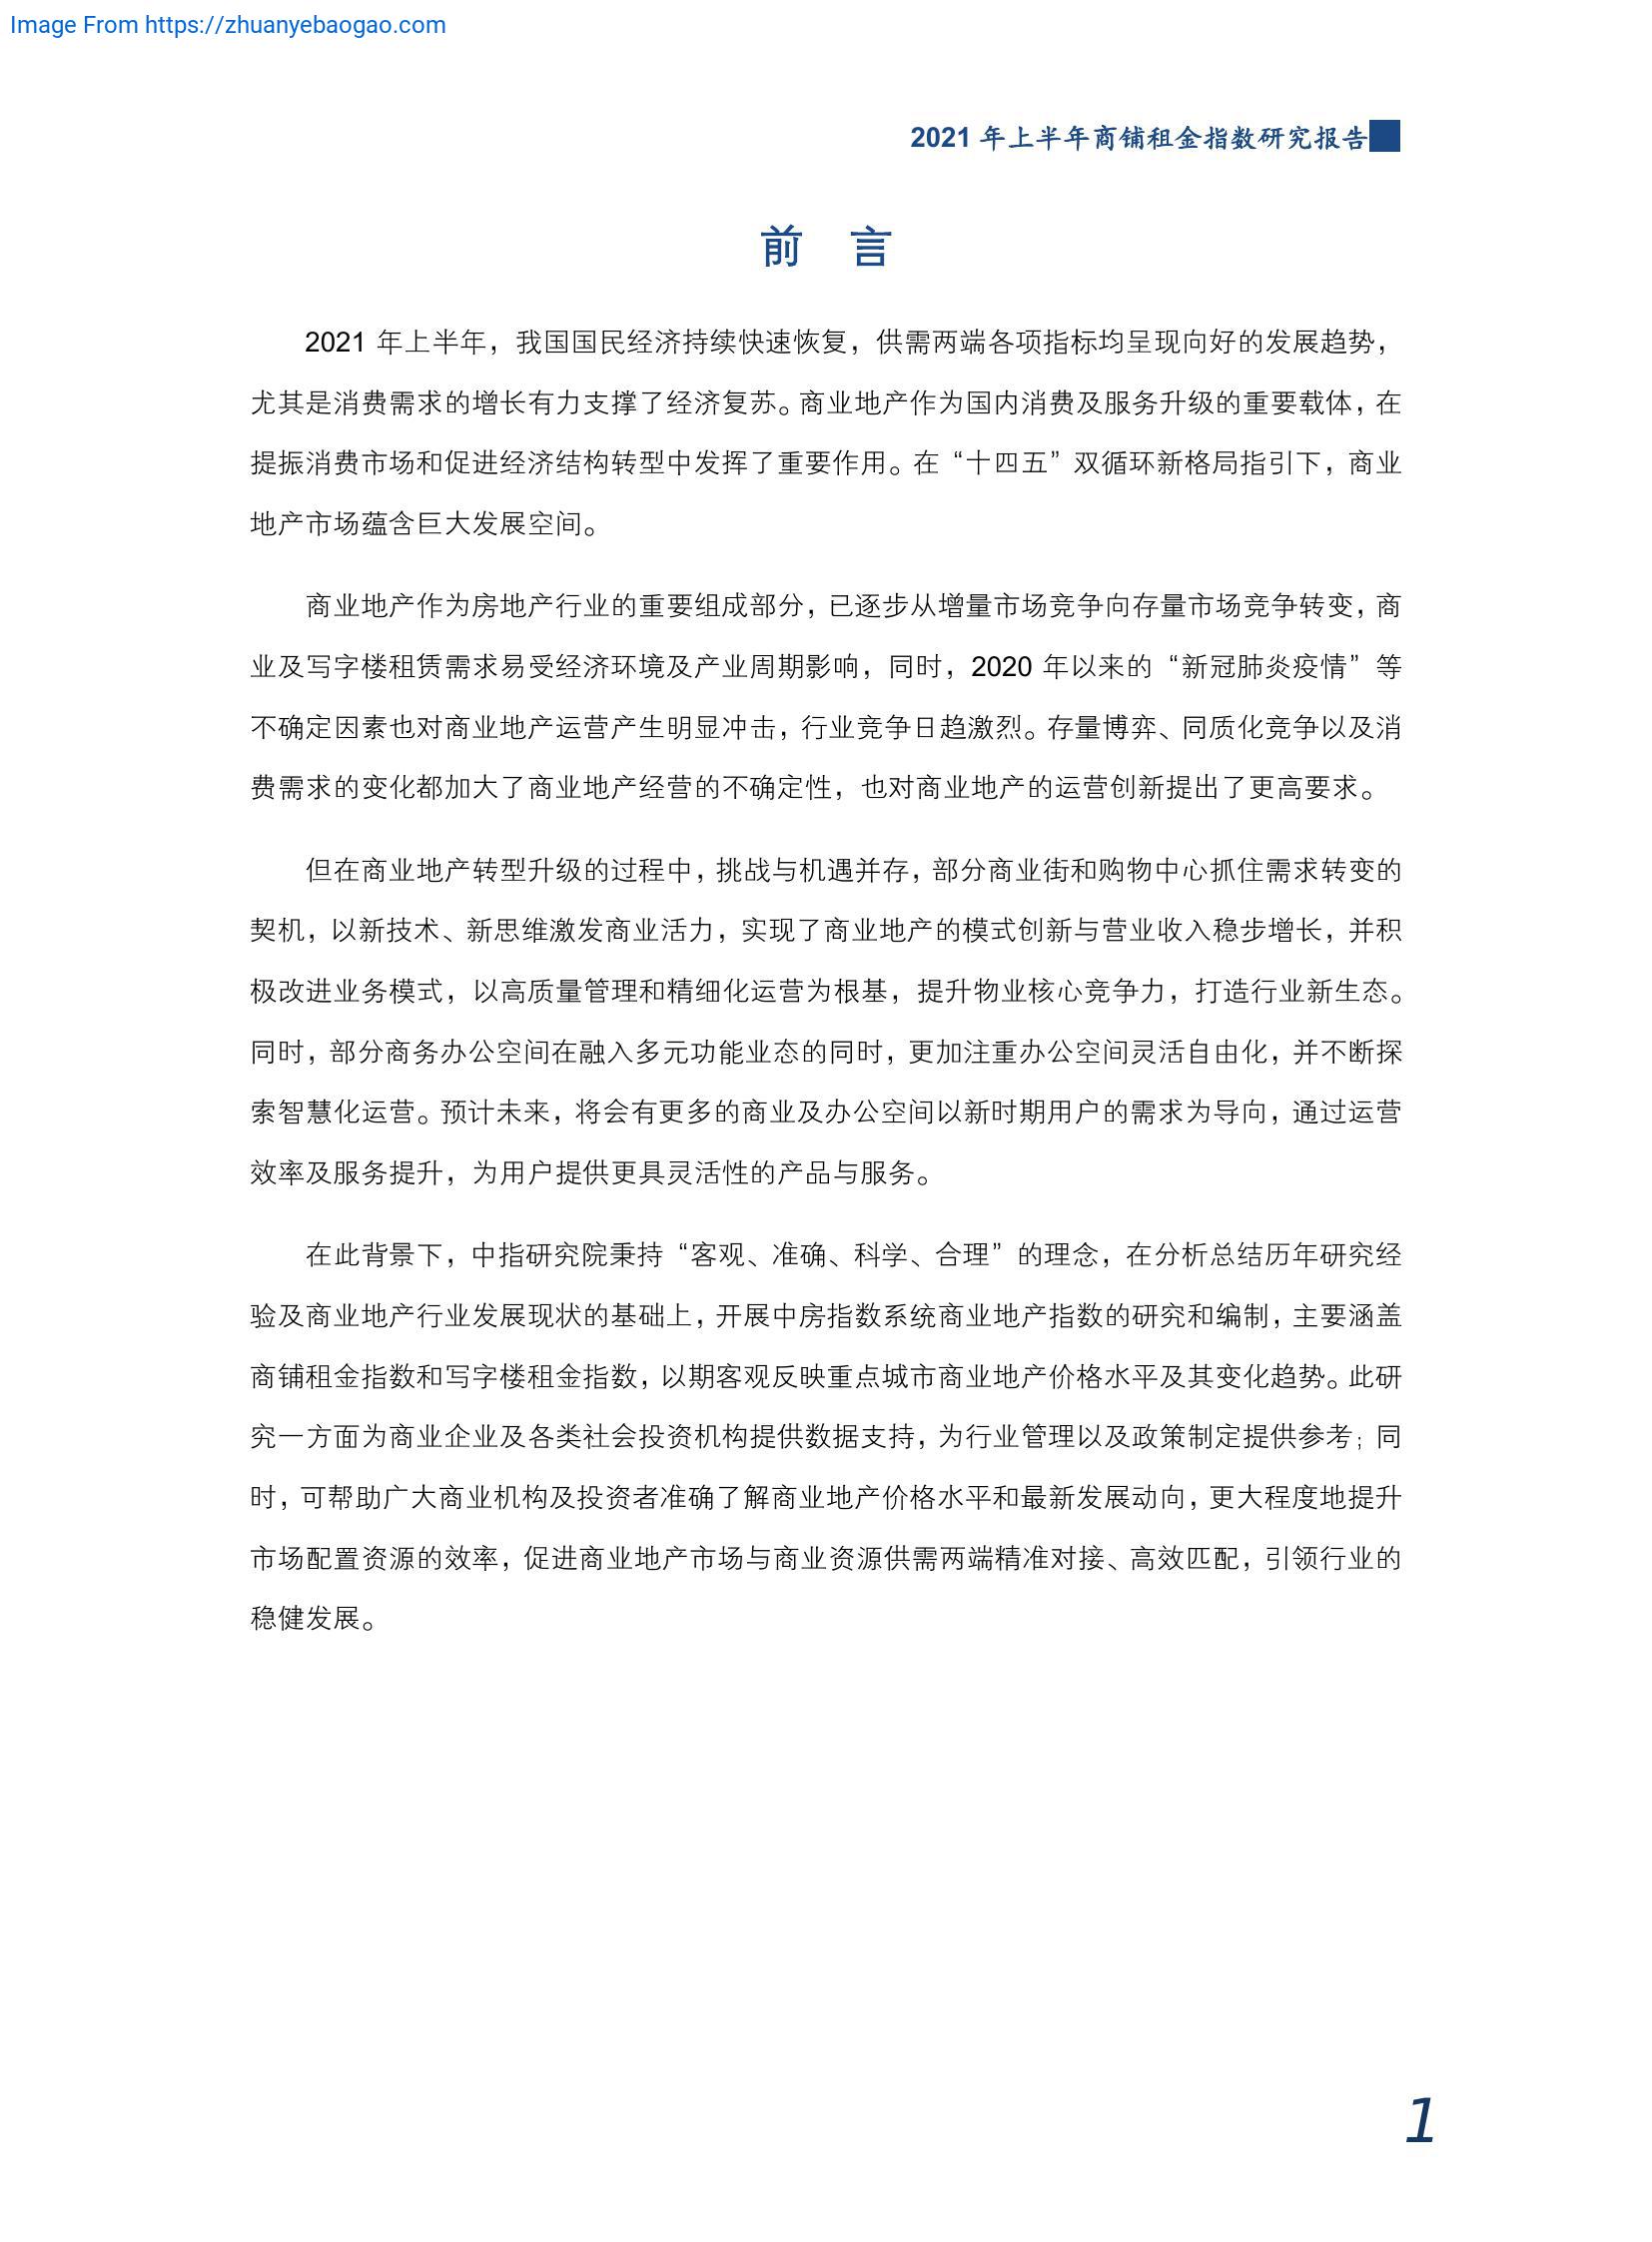 Image From https://zhuanyebaogao.com
2021 年上半年商铺租金指数研究报告
前 言
2021 年上半年，我国国民经济持续快速恢复，供需两端各项指标均呈现向好的发展趋势，
尤其是消费需求的增长有力支撑了经济复苏。商业地产作为国内消费及服务升级的重要载体，在
提振消费市场和促进经济结构转型中发挥了重要作用。在“十四五”双循环新格局指引下，商业
地产市场蕴含巨大发展空间。
商业地产作为房地产行业的重要组成部分，已逐步从增量市场竞争向存量市场竞争转变，商
业及写字楼租赁需求易受经济环境及产业周期影响，同时，2020 年以来的“新冠肺炎疫情”等
不确定因素也对商业地产运营产生明显冲击，行业竞争日趋激烈。存量博弈、同质化竞争以及消
费需求的变化都加大了商业地产经营的不确定性，也对商业地产的运营创新提出了更高要求。
但在商业地产转型升级的过程中，挑战与机遇并存，部分商业街和购物中心抓住需求转变的
契机，以新技术、新思维激发商业活力，实现了商业地产的模式创新与营业收入稳步增长，并积
极改进业务模式，以高质量管理和精细化运营为根基，提升物业核心竞争力，打造行业新生态。
同时，部分商务办公空间在融入多元功能业态的同时，更加注重办公空间灵活自由化，并不断探
索智慧化运营。预计未来，将会有更多的商业及办公空间以新时期用户的需求为导向，通过运营
效率及服务提升，为用户提供更具灵活性的产品与服务。
在此背景下，中指研究院秉持“客观、准确、科学、合理”的理念，在分析总结历年研究经
验及商业地产行业发展现状的基础上，开展中房指数系统商业地产指数的研究和编制，主要涵盖
商铺租金指数和写字楼租金指数，以期客观反映重点城市商业地产价格水平及其变化趋势。此研
究一方面为商业企业及各类社会投资机构提供数据支持，为行业管理以及政策制定提供参考；同
时，可帮助广大商业机构及投资者准确了解商业地产价格水平和最新发展动向，更大程度地提升
市场配置资源的效率，促进商业地产市场与商业资源供需两端精准对接、高效匹配，引领行业的
稳健发展。
1